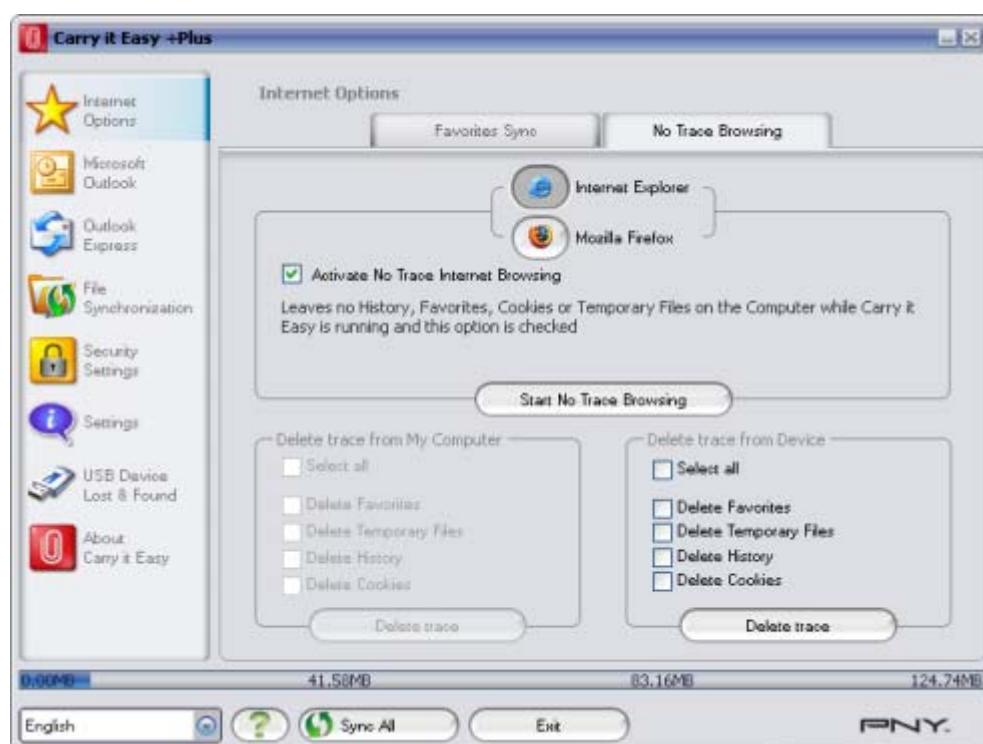 Carry it Easy +Plus
Internet
Options
Microsoft
Outlook
Outlook
Express
File
Synchronization
Security
Settings
Settings
USB Device
Lost & Found
About
Carry it Easy
Internet Options
Favorites Sync
No Trace Browsing
Internet Explorer
Mozilla Firefox
Activate No Trace Internet Browsing
Leaves no History, Favorites, Cookies or Temporary Files on the Computer while Carry it
Easy is running and this option is checked
Start No Trace Browsing
Delete trace from My Computer
Select all
Delete Favorites
Delete Temporary Files
Delete History
Delete Cookies
Delete trace
Delete trace from Device
Select all
Delete Favorites
Delete Temporary Files
Delete History
Delete Cookies
Delete trace
0.00MB 41.58MB 83.16MB 124.74MB
English ? Sync All Exit PNY.